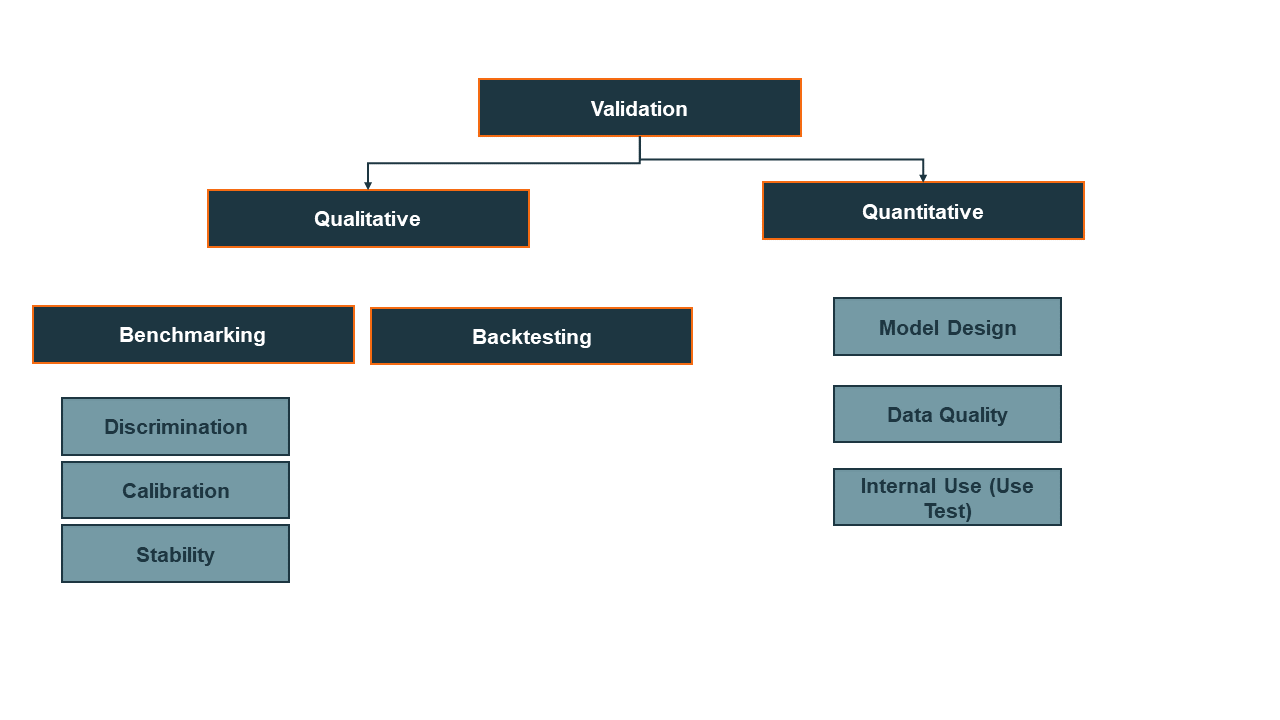 Validation
Qualitative
Quantitative
Benchmarking
Backtesting
Model Design
Discrimination
Data Quality
Calibration
Internal Use (Use
Test)
Stability